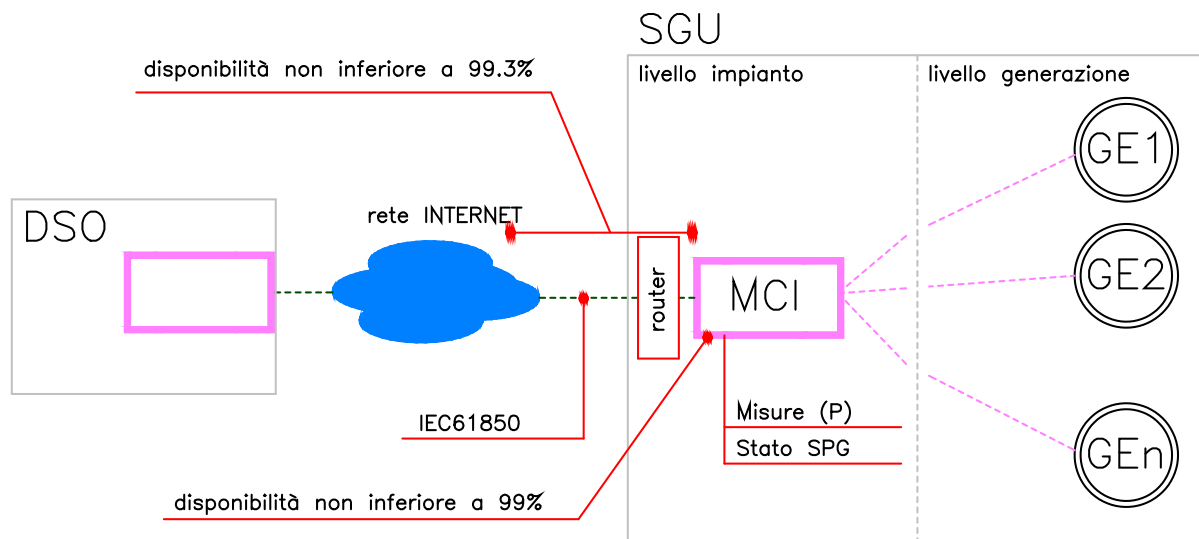 SGU
disponibilità non inferiore a 99.3%
livello impianto
livello generazione
GE1
DSO
rete INTERNET
GE2
router
MCI
Misure (P)
IEC61850
Stato SPG
GEn
disponibilità non inferiore a 99%